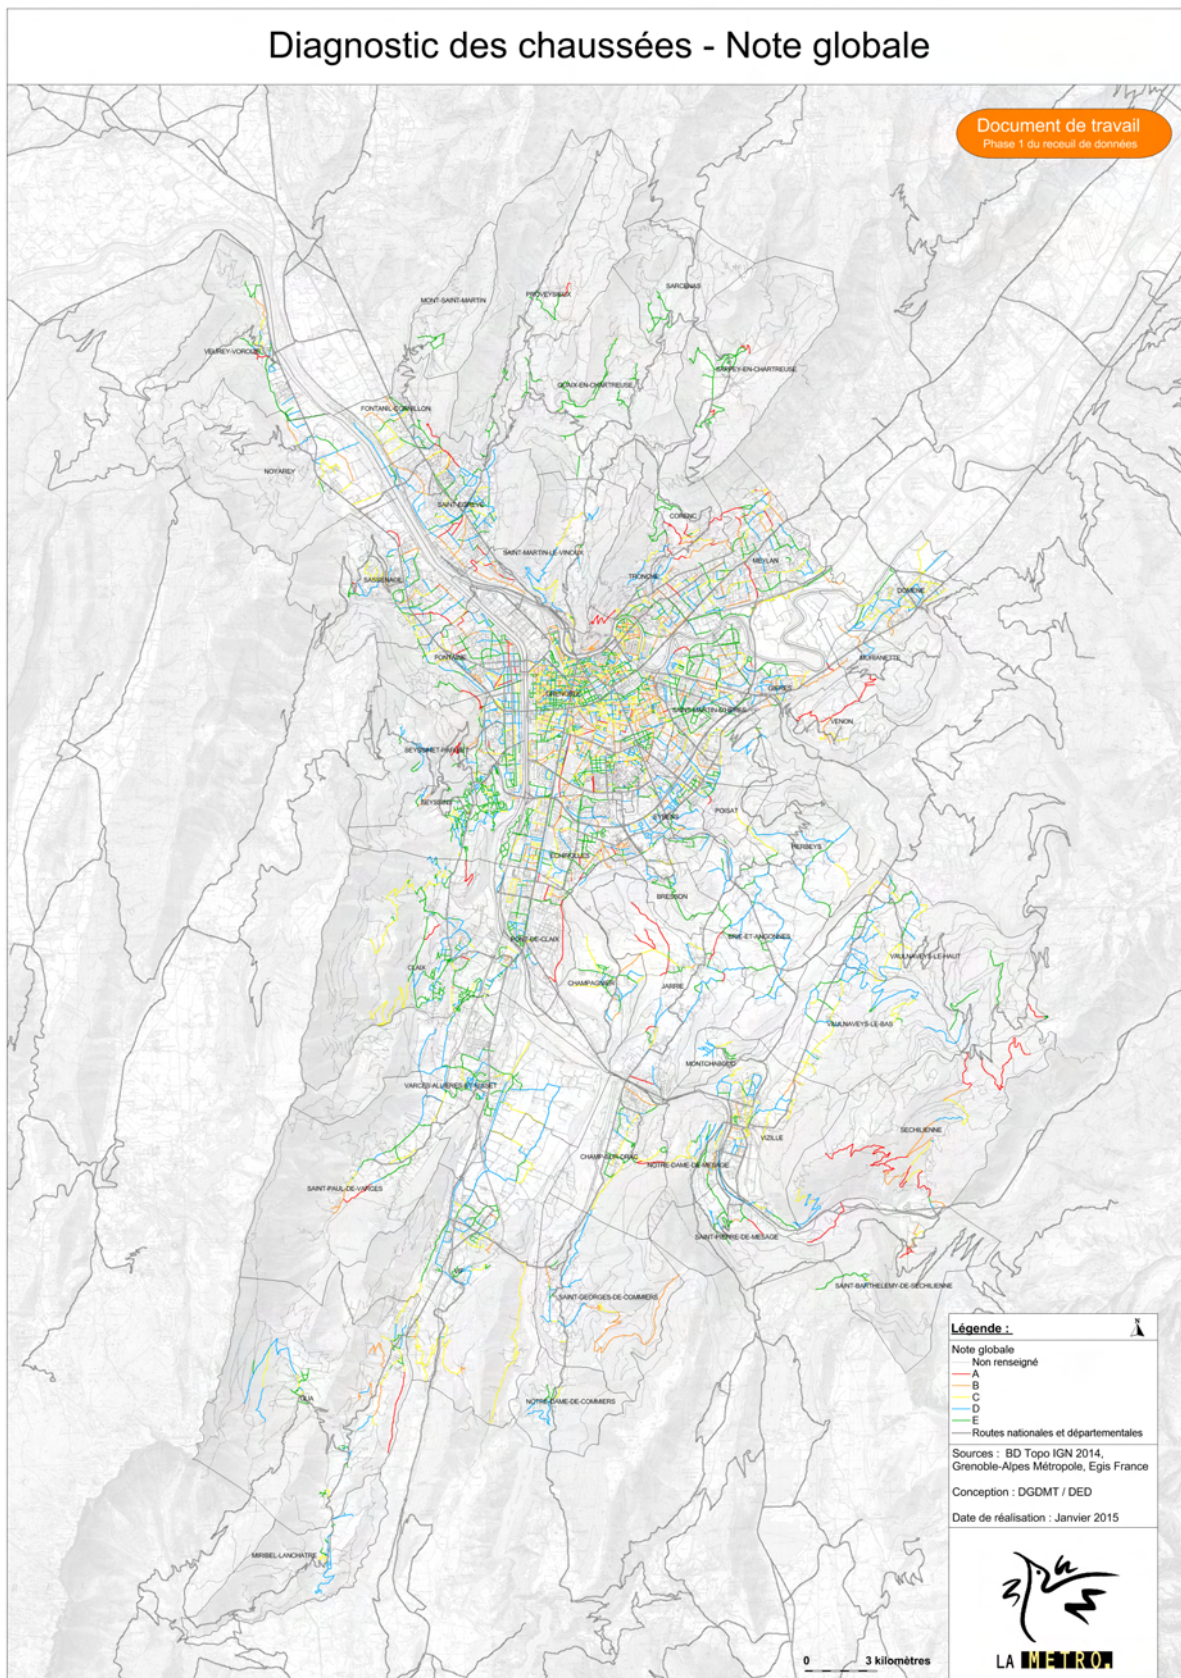 Diagnostic des chaussées - Note globale
Document de travail
Phase 1 du receuil de données
SARCENAS
PROVEYSIEUX
MONT-SAINT-MARTIN
VEUREY-VOROIZE
SAPPEY-EN-CHARTREUSE
QUAIX-EN-CHARTREUSE
FONTANIL-CORNILLON
NOYAREY
SAINT-EGREVE
CORENC
SAINT-MARTIN-LE-VINOUX
MEYLAN
TRONCHE
SASSENAGE
DOMENE
FONTAINE
MURIANETTE
GIERES
GRENOBLE
SAINT-MARTIN-D'HERES
VENON
SEYSSINET-PARISET
SEYSSINS
POISAT
EYBENS
HERBEYS
ECHIROLLES
BRESSON
PONT-DE-CLAIX
BRIE-ET-ANGONNES
VAULNAVEYS-LE-HAUT
CLAIX
CHAMPAGNIER
JARRIE
VAULNAVEYS-LE-BAS
MONTCHABOUD
VARCES-ALLIERES-ET-RISSET
SECHILIENNE
VIZILLE
CHAMP-SUR-DRAC
NOTRE-DAME-DE-MESAGE
SAINT-PAUL-DE-VARCES
SAINT-PIERRE-DE-MESAGE
VIF
SAINT-BARTHELEMY-DE-SECHILIENNE
SAINT-GEORGES-DE-COMMIERS
GUA
NOTRE-DAME-DE-COMMIERS
MIRIBEL-LANCHATRE
Légende :
N
Note globale
Non renseigné
A
B
C
D
E
Routes nationales et départementales
Sources : BD Topo IGN 2014,
Grenoble-Alpes Métropole, Egis France
Conception : DGDMT / DED
Date de réalisation : Janvier 2015
0 3 kilomètres
LA METRO.